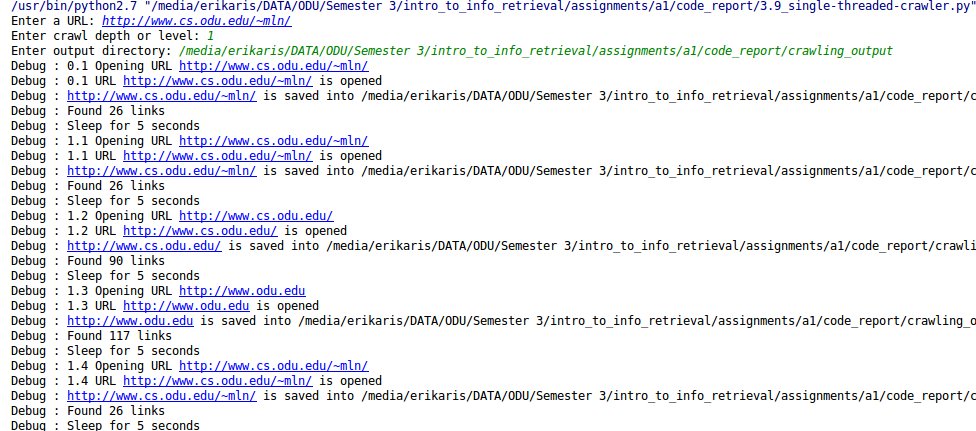 /usr/bin/python2.7 "/media/erikaris/DATA/ODU/Semester 3/intro_to_info_retrieval/assignments/a1/code_report/3.9_single-threaded-crawler.py"
Enter a URL: http://www.cs.odu.edu/~mln/
Enter crawl depth or level: 1
Enter output directory: /media/erikaris/DATA/ODU/Semester 3/intro_to_info_retrieval/assignments/a1/code_report/crawling_output
Debug : 0.1 Opening URL http://www.cs.odu.edu/~mln/
Debug : 0.1 URL http://www.cs.odu.edu/~mln/ is opened
Debug : http://www.cs.odu.edu/~mln/ is saved into /media/erikaris/DATA/ODU/Semester 3/intro_to_info_retrieval/assignments/a1/code_report/c
Debug : Found 26 links
Debug : Sleep for 5 seconds
Debug : 1.1 Opening URL http://www.cs.odu.edu/~mln/
Debug : 1.1 URL http://www.cs.odu.edu/~mln/ is opened
Debug : http://www.cs.odu.edu/~mln/ is saved into /media/erikaris/DATA/ODU/Semester 3/intro_to_info_retrieval/assignments/a1/code_report/c
Debug : Found 26 links
Debug : Sleep for 5 seconds
Debug : 1.2 Opening URL http://www.cs.odu.edu/
Debug : 1.2 URL http://www.cs.odu.edu/ is opened
Debug : http://www.cs.odu.edu/ is saved into /media/erikaris/DATA/ODU/Semester 3/intro_to_info_retrieval/assignments/a1/code_report/crawli
Debug : Found 90 links
Debug : Sleep for 5 seconds
Debug : 1.3 Opening URL http://www.odu.edu
Debug : 1.3 URL http://www.odu.edu is opened
Debug : http://www.odu.edu is saved into /media/erikaris/DATA/ODU/Semester 3/intro_to_info_retrieval/assignments/a1/code_report/crawling_o
Debug : Found 117 links
Debug : Sleep for 5 seconds
Debug : 1.4 Opening URL http://www.cs.odu.edu/~mln/
Debug : 1.4 URL http://www.cs.odu.edu/~mln/ is opened
Debug : http://www.cs.odu.edu/~mln/ is saved into /media/erikaris/DATA/ODU/Semester 3/intro_to_info_retrieval/assignments/a1/code_report/c
Debug : Found 26 links
Debug : Sleep for 5 seconds